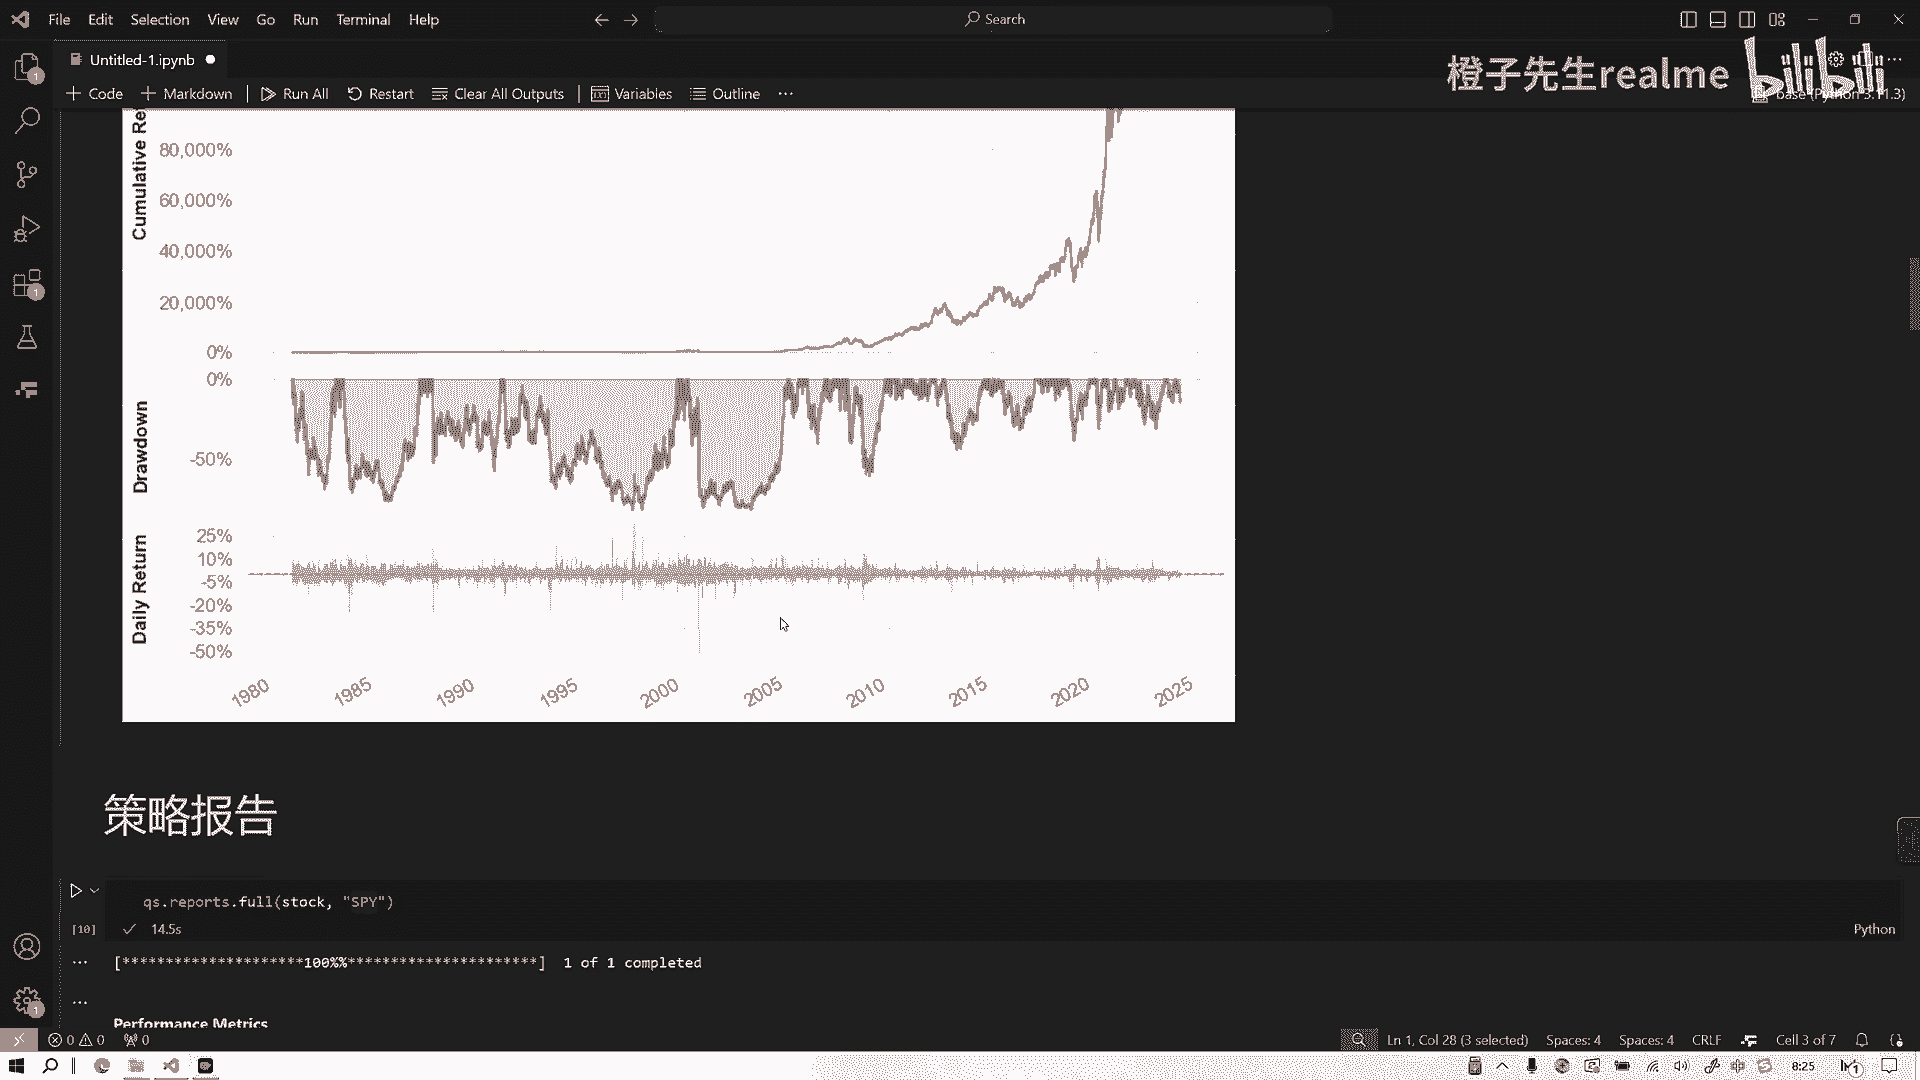 File Edit Selection View Go Run Terminal Help
Search
Untitled-1.ipynb
橙子先生realme bilibili
Code Markdown Run All Restart Clear All Outputs Variables Outline ...
base (Python 3.11.3)
Cumulative Re
80,000%
60,000%
40,000%
20,000%
0%
0%
Drawdown
-50%
Daily Return
25%
10%
-5%
-20%
-35%
-50%
1980 1985 1990 1995 2000 2005 2010 2015 2020 2025
策略报告
qs.reports.full(stock, "SPY")
[10] 14.5s Python
[*********************100%%**********************] 1 of 1 completed
Performance Metrics
0 0 0 Ln 1, Col 28 (3 selected) Spaces: 4 Spaces: 4 CRLF Cell 3 of 7
8:25